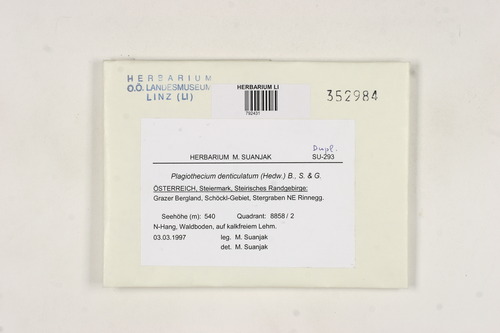 HERBARIUM
O.Ö. LANDESMUSEUM
LINZ (LI)
HERBARIUM LI
792431
352984
Dupl.
HERBARIUM M. SUANJAK
SU-293
Plagiothecium denticulatum (Hedw.) B., S. & G.
ÖSTERREICH, Steiermark, Steirisches Randgebirge:
Grazer Bergland, Schöckl-Gebiet, Stergraben NE Rinnegg.
Seehöhe (m): 540 Quadrant: 8858 / 2
N-Hang, Waldboden, auf kalkfreiem Lehm.
03.03.1997 leg. M. Suanjak
det. M. Suanjak